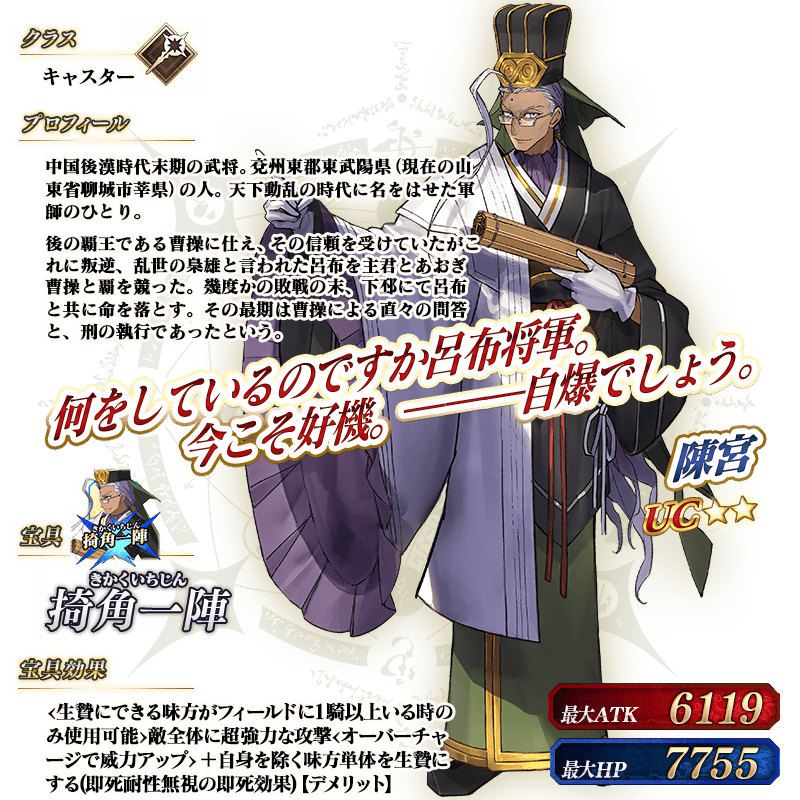 クラス
キャスター
プロフィール
中国後漢時代末期の武将。兗州東郡東武陽県（現在の山
東省聊城市莘県）の人。天下動乱の時代に名をはせた軍
師のひとり。
後の覇王である曹操に仕え、その信頼を受けていたがこ
れに叛逆、乱世の梟雄と言われた呂布を主君とあおぎ
曹操と覇を競った。幾度かの敗戦の末、下邳にて呂布
と共に命を落とす。その最期は曹操による直々の問答
と、刑の執行であったという。
何をしているのですか呂布将軍。
今こそ好機。――自爆でしょう。
陳宮
UC
宝具
きかくいちじん
掎角一陣
きかくいちじん
掎角一陣
宝具効果
<生贄にできる味方がフィールドに1騎以上いる時の
み使用可能>敵全体に超強力な攻撃<オーバーチャ
ージで威力アップ>＋自身を除く味方単体を生贄に
する(即死耐性無視の即死効果)【デメリット】
最大ATK 6119
最大HP 7755